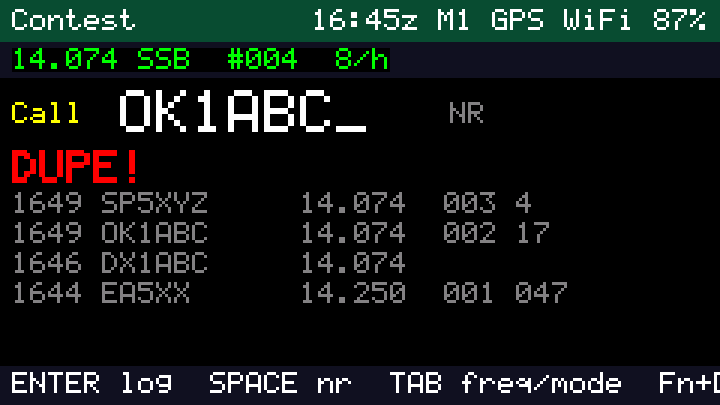 Contest 16:45z M1 GPS WiFi 87%
14.074 SSB #004 8/h
Call OK1ABC_ NR
DUPE!
1649 SP5XYZ 14.074 003 4
1649 OK1ABC 14.074 002 17
1646 DX1ABC 14.074
1644 EA5XX 14.250 001 047
ENTER log SPACE nr TAB freq/mode Fn+D